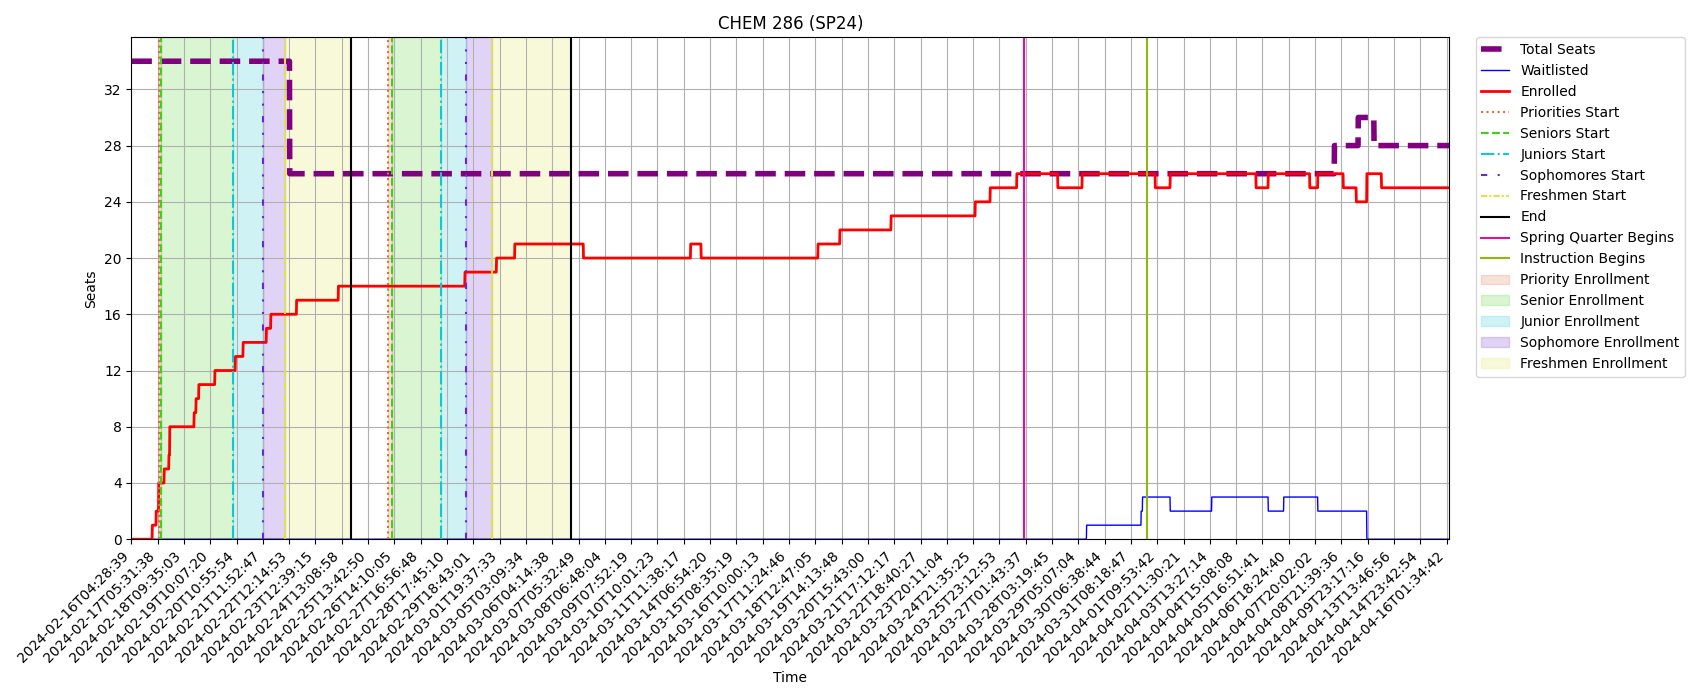 CHEM 286 (SP24)
Seats
32
28
24
20
16
12
8
4
0
2024-02-16T04:28:39
2024-02-17T05:31:38
2024-02-18T09:35:03
2024-02-19T10:07:20
2024-02-20T10:55:54
2024-02-21T11:52:47
2024-02-22T12:14:53
2024-02-23T12:39:15
2024-02-24T13:08:58
2024-02-25T13:42:50
2024-02-26T14:10:05
2024-02-27T16:56:48
2024-02-28T17:45:10
2024-02-29T18:43:01
2024-03-01T19:37:33
2024-03-05T03:09:34
2024-03-06T04:14:38
2024-03-07T05:32:49
2024-03-08T06:48:04
2024-03-09T07:52:19
2024-03-10T10:01:23
2024-03-11T11:38:17
2024-03-14T06:54:20
2024-03-15T08:35:19
2024-03-16T10:00:13
2024-03-17T11:24:46
2024-03-18T12:47:05
2024-03-19T14:13:48
2024-03-20T15:43:00
2024-03-21T17:12:17
2024-03-22T18:40:27
2024-03-23T20:11:04
2024-03-24T21:35:25
2024-03-25T23:12:53
2024-03-27T01:43:37
2024-03-28T03:19:45
2024-03-29T05:07:04
2024-03-30T06:38:44
2024-03-31T08:18:47
2024-04-01T09:53:42
2024-04-02T11:30:21
2024-04-03T13:27:14
2024-04-04T15:08:08
2024-04-05T16:51:41
2024-04-06T18:24:40
2024-04-07T20:02:02
2024-04-08T21:39:36
2024-04-09T23:17:16
2024-04-13T13:46:56
2024-04-14T23:42:54
2024-04-16T01:34:42
Time
Total Seats
Waitlisted
Enrolled
Priorities Start
Seniors Start
Juniors Start
Sophomores Start
Freshmen Start
End
Spring Quarter Begins
Instruction Begins
Priority Enrollment
Senior Enrollment
Junior Enrollment
Sophomore Enrollment
Freshmen Enrollment